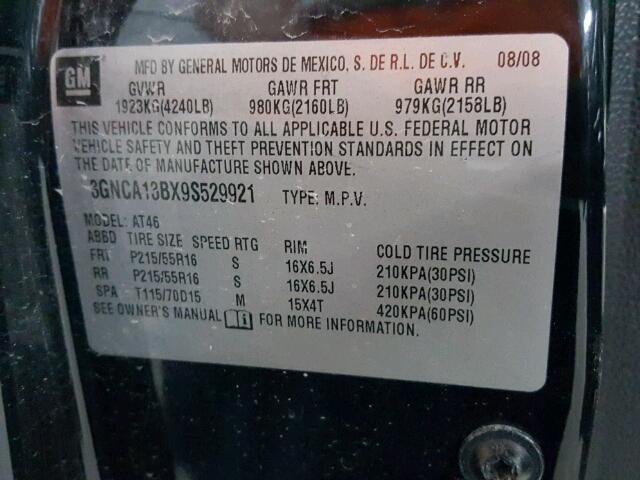 GM
MFD BY GENERAL MOTORS DE MEXICO, S. DE R.L. DE C.V. 08/08
GVWR GAWR FRT GAWR RR
1923KG(4240LB) 980KG(2160LB) 979KG(2158LB)
THIS VEHICLE CONFORMS TO ALL APPLICABLE U.S. FEDERAL MOTOR
VEHICLE SAFETY AND THEFT PREVENTION STANDARDS IN EFFECT ON
THE DATE OF MANUFACTURE SHOWN ABOVE.
3GNCA13BX9S529921 TYPE: M.P.V.
MODEL: AT46
ABBD TIRE SIZE SPEED RTG RIM COLD TIRE PRESSURE
FRT P215/55R16 S 16X6.5J 210KPA(30PSI)
RR P215/55R16 S 16X6.5J 210KPA(30PSI)
SPA T115/70D15 M 15X4T 420KPA(60PSI)
SEE OWNER'S MANUAL FOR MORE INFORMATION.